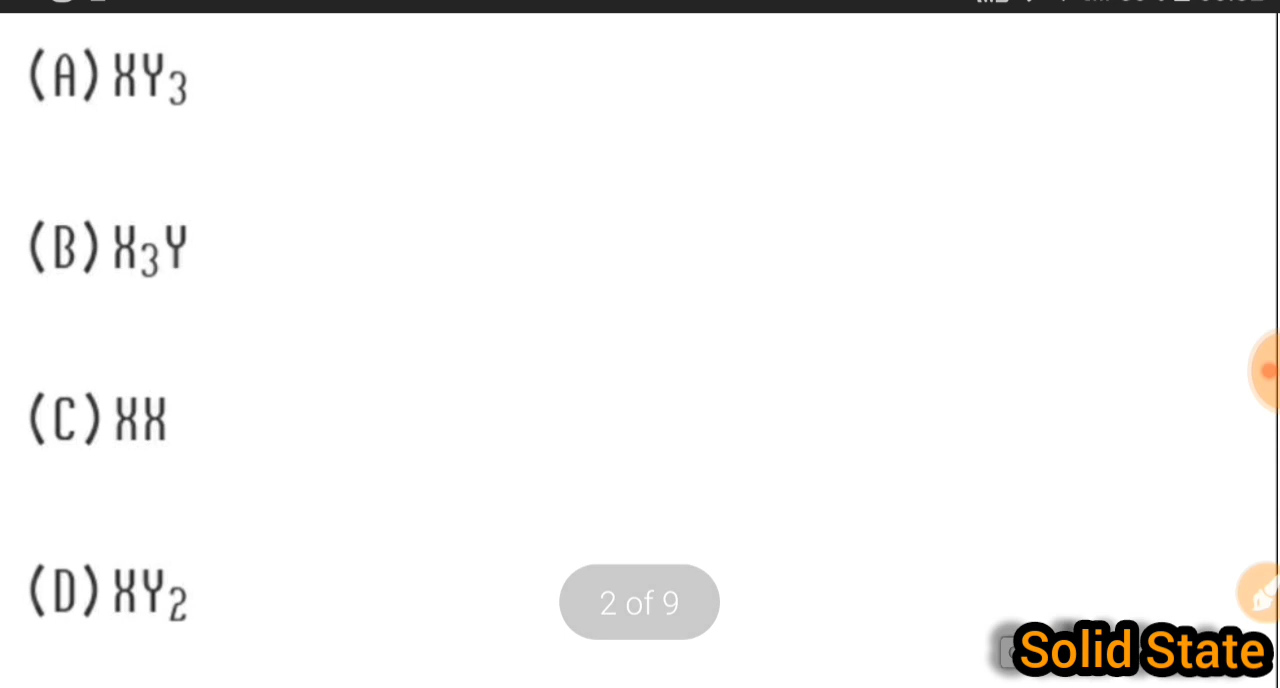 (A) XY3
(B) X3Y
(C) XX
(D) XY2
2 of 9
Solid State